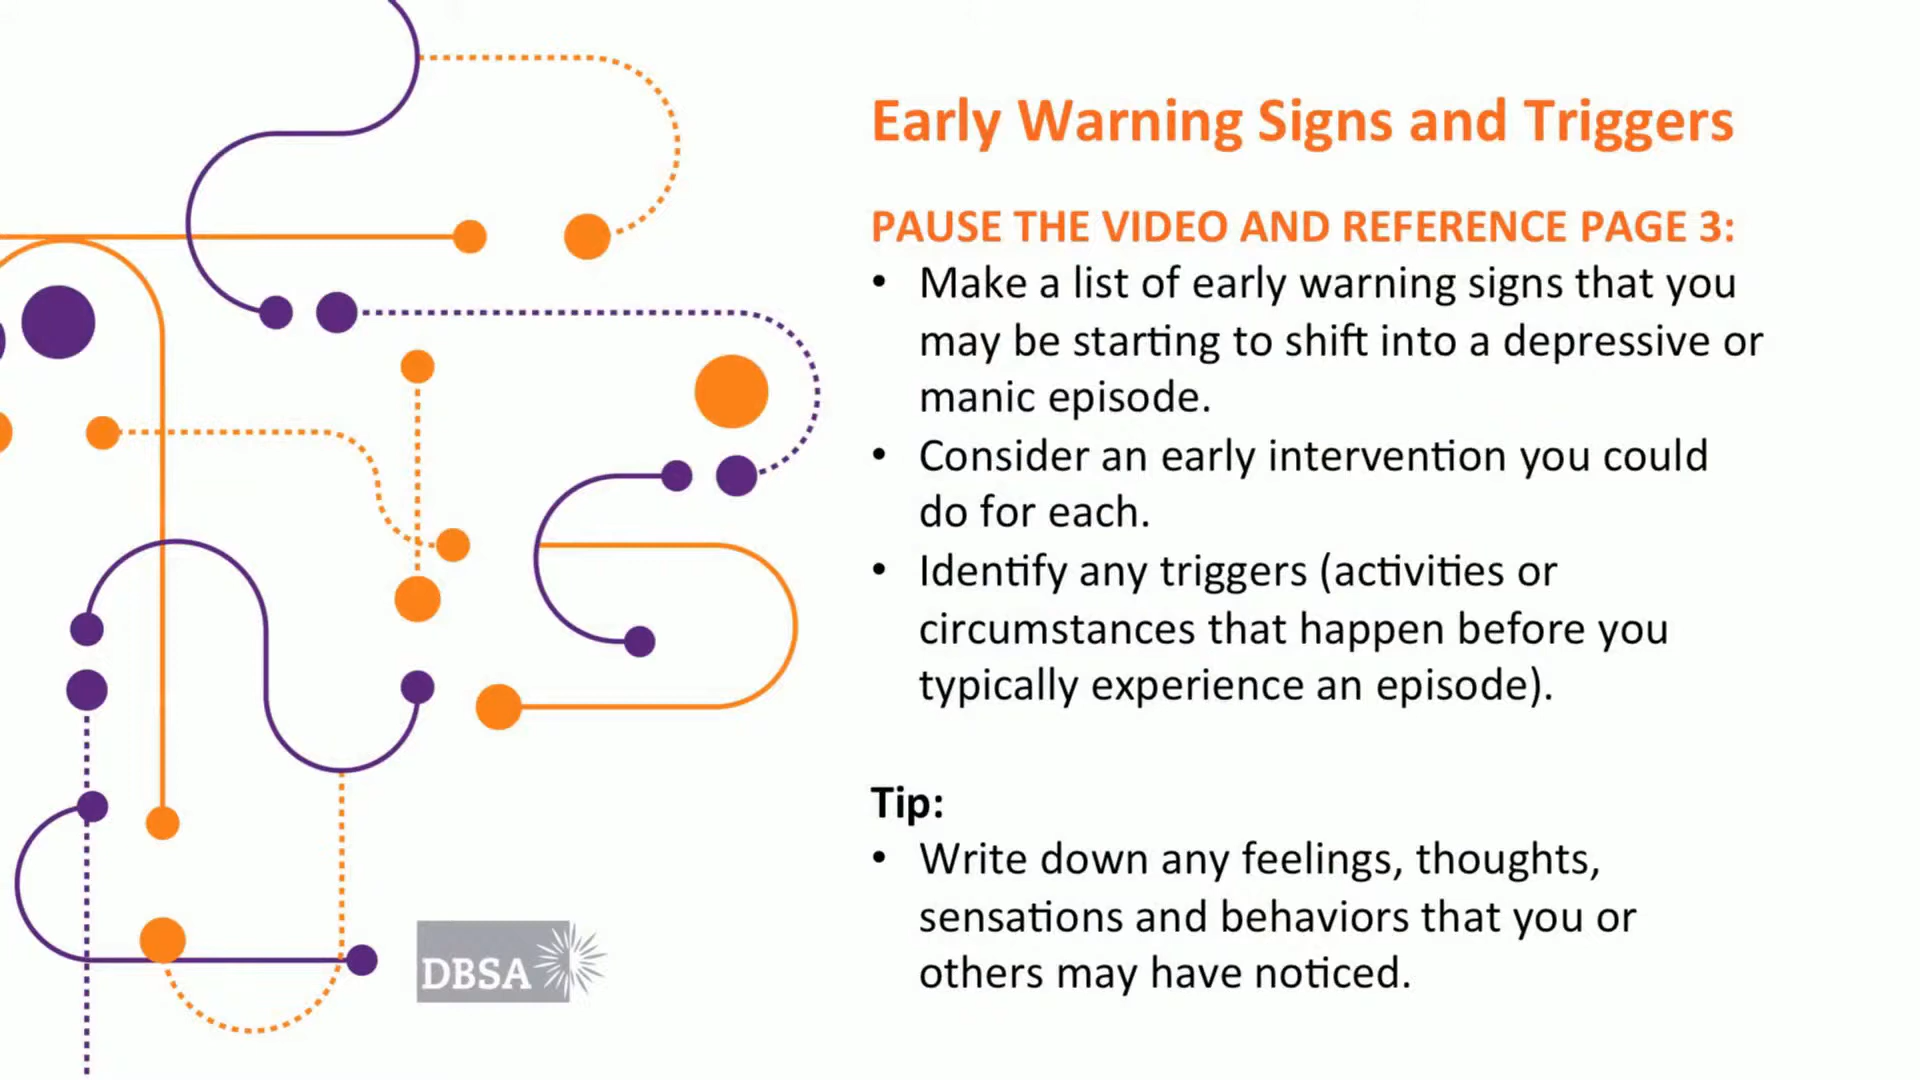 Early Warning Signs and Triggers
PAUSE THE VIDEO AND REFERENCE PAGE 3:
• Make a list of early warning signs that you
may be starting to shift into a depressive or
manic episode.
• Consider an early intervention you could
do for each.
• Identify any triggers (activities or
circumstances that happen before you
typically experience an episode).
Tip:
• Write down any feelings, thoughts,
sensations and behaviors that you or
others may have noticed.
DBSA